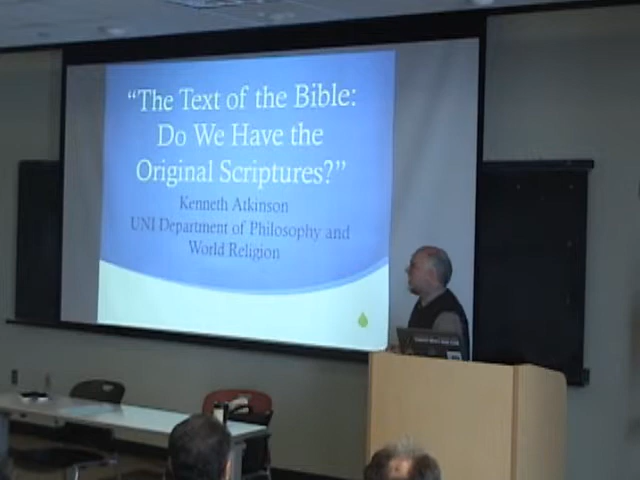 “The Text of the Bible:
Do We Have the
Original Scriptures?”
Kenneth Atkinson
UNI Department of Philosophy and
World Religion